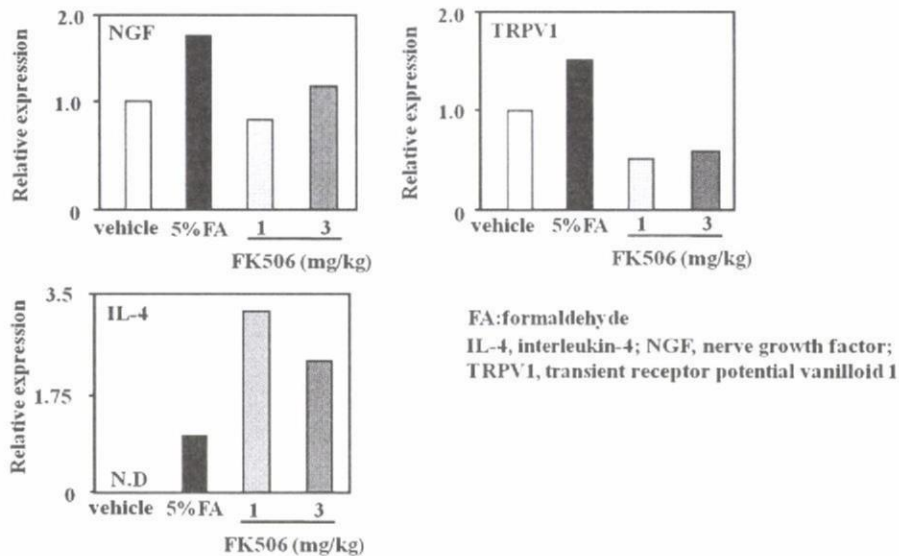 2.0
NGF
Relative expression
1.0
0
vehicle 5%FA 1 3
FK506 (mg/kg)
2.0
TRPV1
Relative expression
1.0
0
vehicle 5%FA 1 3
FK506 (mg/kg)
3.5
IL-4
Relative expression
1.75
N.D
0
vehicle 5%FA 1 3
FK506 (mg/kg)
FA:formaldehyde
IL-4, interleukin-4; NGF, nerve growth factor;
TRPV1, transient receptor potential vanilloid 1